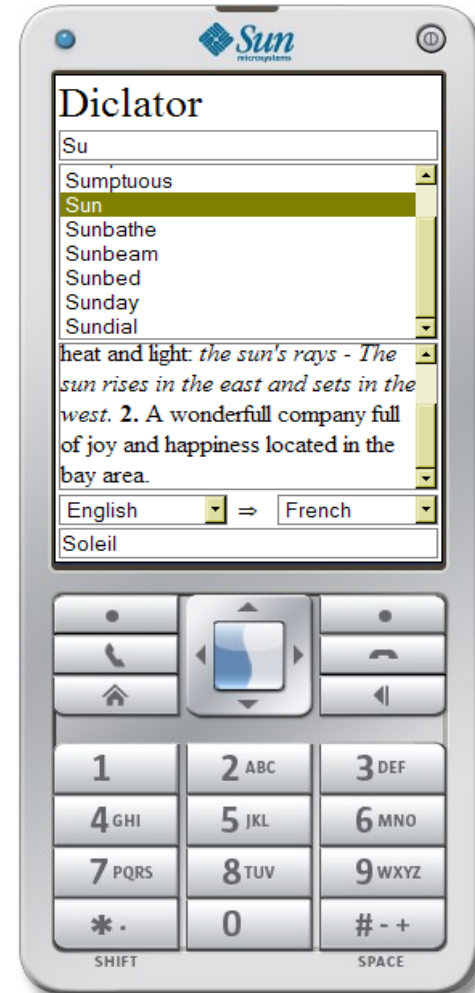 Sun
microsystems
Diclator
Su
Sumptuous
Sun
Sunbathe
Sunbeam
Sunbed
Sunday
Sundial
heat and light: the sun's rays - The
sun rises in the east and sets in the
west. 2. A wonderfull company full
of joy and happiness located in the
bay area.
English ⇒ French
Soleil
1 2 ABC 3 DEF
4 GHI 5 JKL 6 MNO
7 PQRS 8 TUV 9 WXYZ
* . 0 # - +
SHIFT SPACE